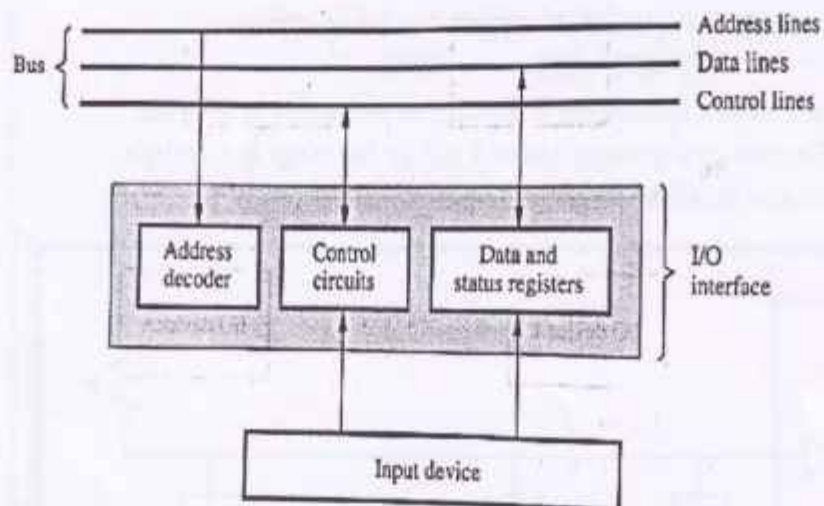 Address lines
Bus
Data lines
Control lines
Address
decoder
Control
circuits
Data and
status registers
I/O
interface
Input device